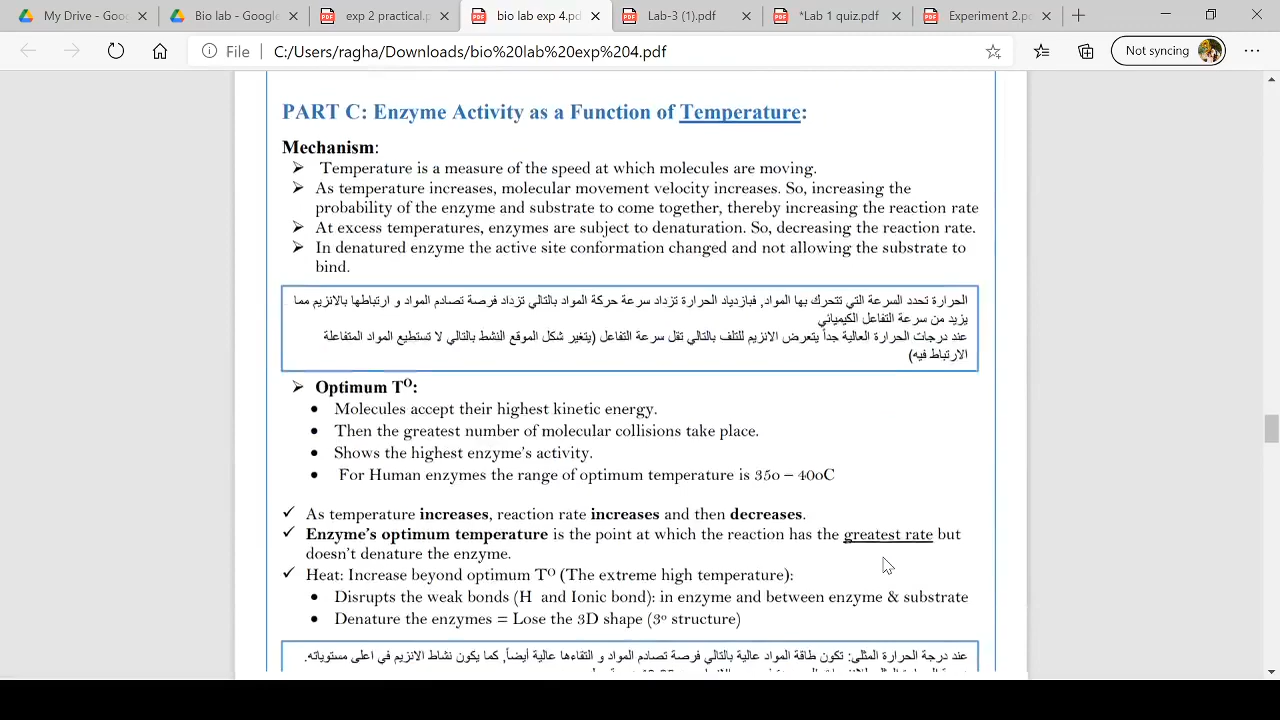 My Drive - Goo
Bio lab - Google
exp 2 practical.p
bio lab exp 4.pd
Lab-3 (1).pdf
*Lab 1 quiz.pdf
Experiment 2.pd
File | C:/Users/ragha/Downloads/bio%20lab%20exp%204.pdf
Not syncing
PART C: Enzyme Activity as a Function of Temperature:
Mechanism:
➢ Temperature is a measure of the speed at which molecules are moving.
➢ As temperature increases, molecular movement velocity increases. So, increasing the
probability of the enzyme and substrate to come together, thereby increasing the reaction rate
➢ At excess temperatures, enzymes are subject to denaturation. So, decreasing the reaction rate.
➢ In denatured enzyme the active site conformation changed and not allowing the substrate to
bind.
الحرارة تحدد السرعة التي تتحرك بها المواد, فبازدياد الحرارة تزداد سرعة حركة المواد بالتالي تزداد فرصة تصادم المواد و ارتباطها بالانزيم مما
يزيد من سرعة التفاعل الكيميائي
عند درجات الحرارة العالية جداً يتعرض الانزيم للتلف بالتالي تقل سرعة التفاعل (يتغير شكل الموقع النشط بالتالي لا تستطيع المواد المتفاعلة
الارتباط فيه)
➢ Optimum Tᴼ:
• Molecules accept their highest kinetic energy.
• Then the greatest number of molecular collisions take place.
• Shows the highest enzyme's activity.
• For Human enzymes the range of optimum temperature is 35o – 40oC
✓ As temperature increases, reaction rate increases and then decreases.
✓ Enzyme's optimum temperature is the point at which the reaction has the greatest rate but
doesn't denature the enzyme.
✓ Heat: Increase beyond optimum Tᴼ (The extreme high temperature):
• Disrupts the weak bonds (H and Ionic bond): in enzyme and between enzyme & substrate
• Denature the enzymes = Lose the 3D shape (3º structure)
عند درجة الحرارة المثلى: تكون طاقة المواد عالية بالتالي فرصة تصادم المواد و التقاءها عالية أيضاً, كما يكون نشاط الانزيم في اعلى مستوياته.